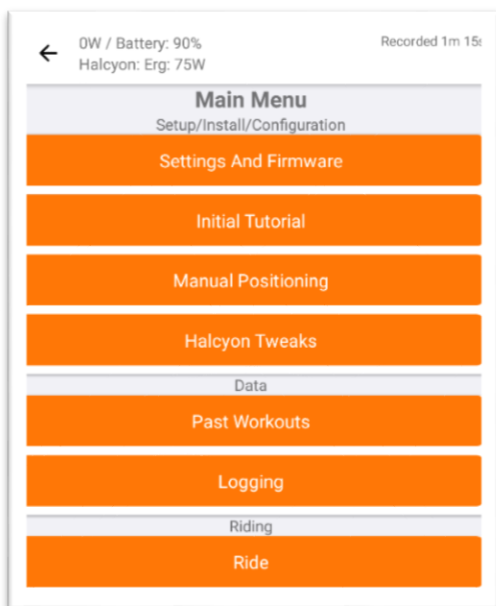 0W / Battery: 90%
Recorded 1m 15s
Halcyon: Erg: 75W
Main Menu
Setup/Install/Configuration
Settings And Firmware
Initial Tutorial
Manual Positioning
Halcyon Tweaks
Data
Past Workouts
Logging
Riding
Ride